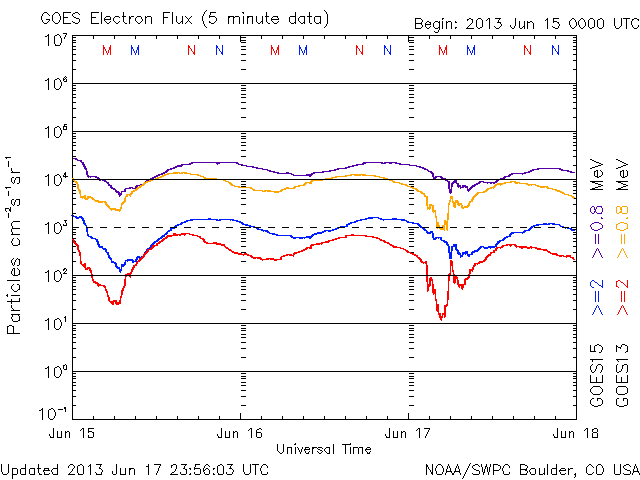 GOES Electron Flux (5 minute data)
Begin: 2013 Jun 15 0000 UTC
M M N N M M N N M M N N
10⁷
10⁶
10⁵
10⁴
10³
10²
10¹
10⁰
10⁻¹
Particles cm⁻²s⁻¹sr⁻¹
Jun 15 Jun 16 Jun 17 Jun 18
Universal Time
GOES15 >=2 >=0.8 MeV
GOES13 >=2 >=0.8 MeV
Updated 2013 Jun 17 23:56:03 UTC
NOAA/SWPC Boulder, CO USA